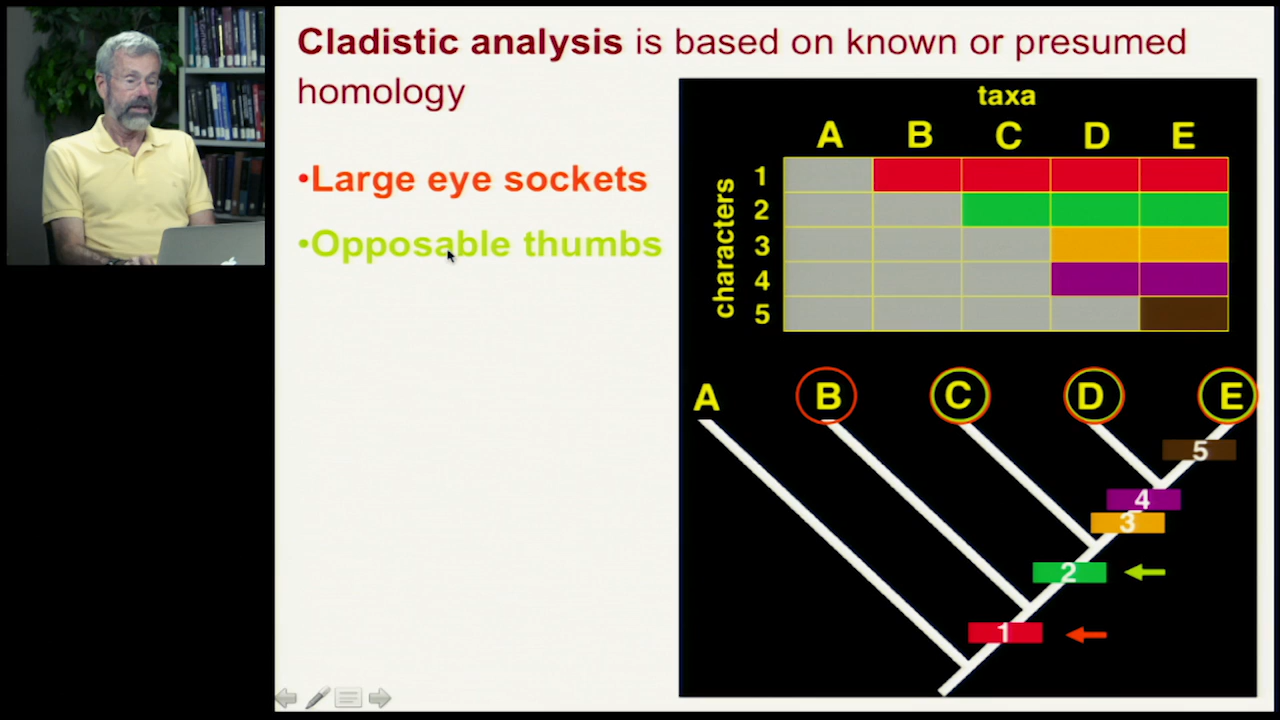 Cladistic analysis is based on known or presumed
homology
•Large eye sockets
•Opposable thumbs
taxa
A B C D E
characters
1
2
3
4
5
A B C D E
5
4
3
2
1